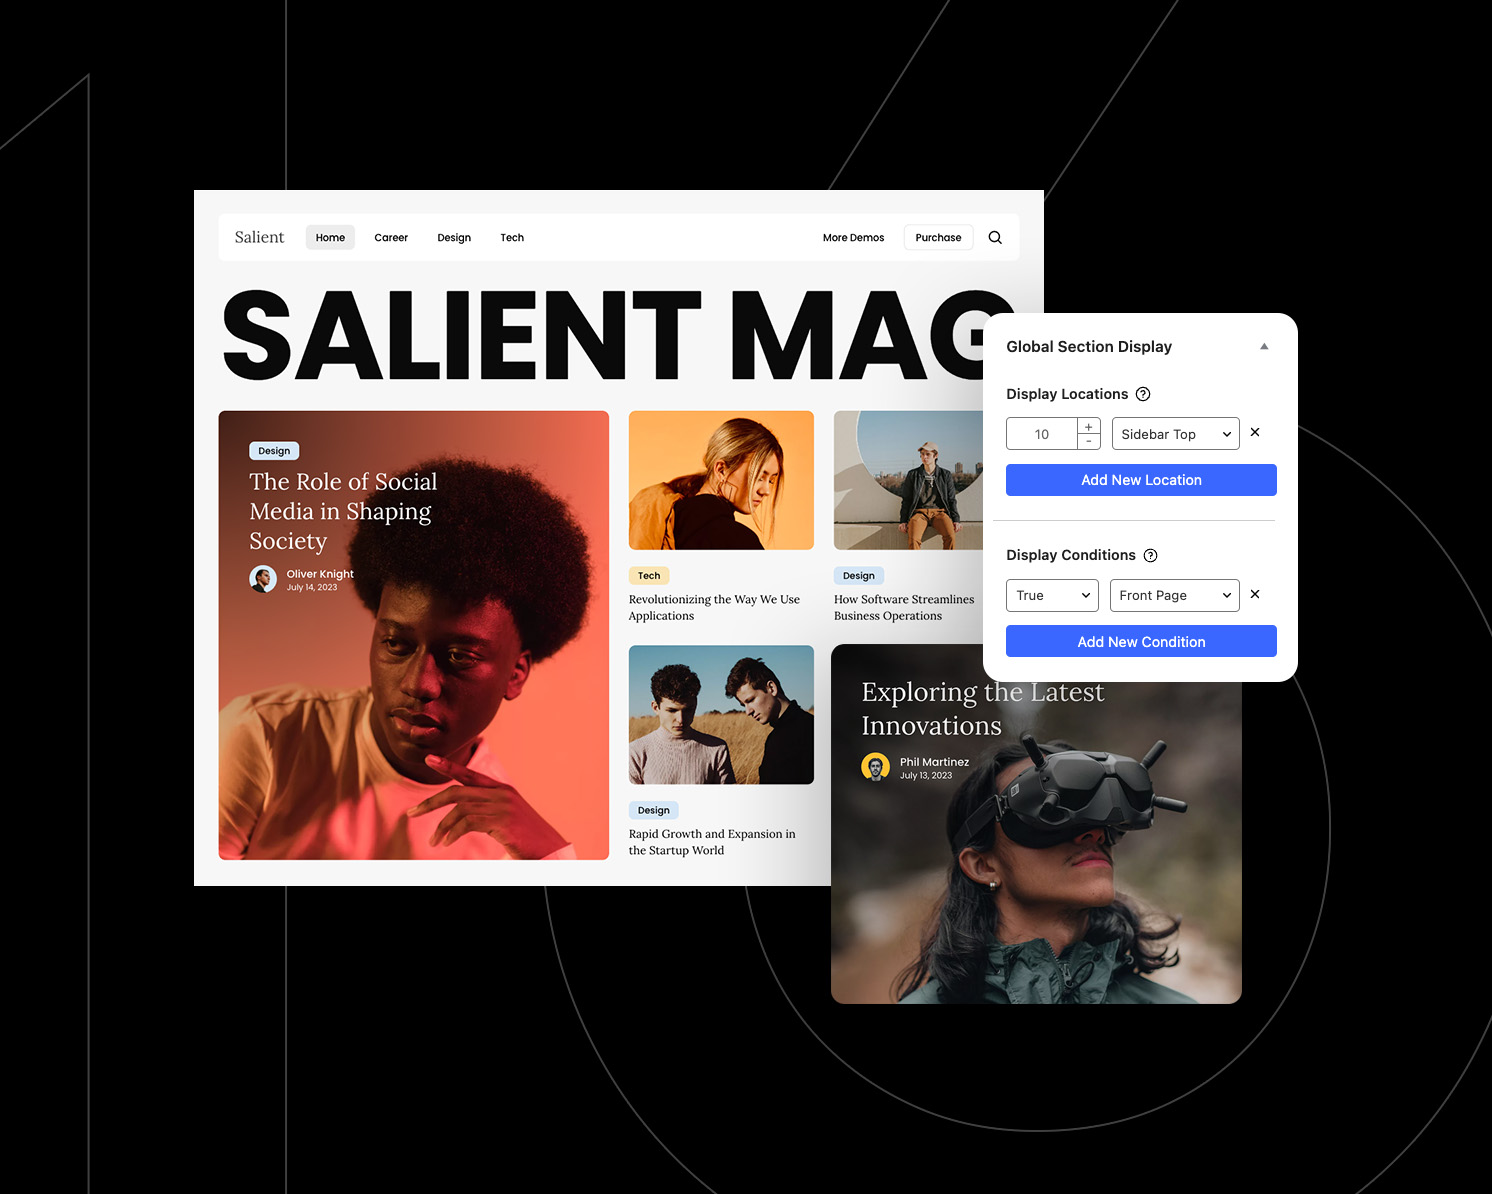 Salient
Home
Career
Design
Tech
More Demos
Purchase
SALIENT MAG
Design
The Role of Social
Media in Shaping
Society
Oliver Knight
July 14, 2023
Tech
Revolutionizing the Way We Use
Applications
Design
How Software Streamlines
Business Operations
Design
Rapid Growth and Expansion in
the Startup World
Exploring the Latest
Innovations
Phil Martinez
July 13, 2023
Global Section Display
Display Locations ?
10
+
-
Sidebar Top
Add New Location
Display Conditions ?
True
Front Page
Add New Condition
16